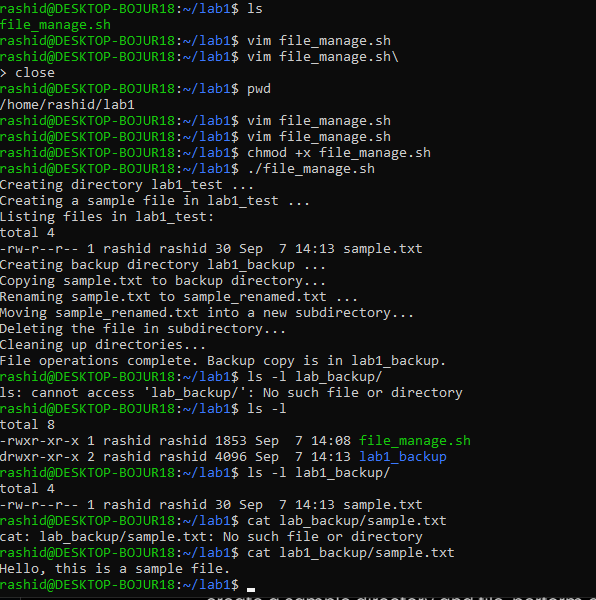 rashid@DESKTOP-BOJUR18:~/lab1$ ls
file_manage.sh
rashid@DESKTOP-BOJUR18:~/lab1$ vim file_manage.sh
rashid@DESKTOP-BOJUR18:~/lab1$ vim file_manage.sh\
> close
rashid@DESKTOP-BOJUR18:~/lab1$ pwd
/home/rashid/lab1
rashid@DESKTOP-BOJUR18:~/lab1$ vim file_manage.sh
rashid@DESKTOP-BOJUR18:~/lab1$ vim file_manage.sh
rashid@DESKTOP-BOJUR18:~/lab1$ chmod +x file_manage.sh
rashid@DESKTOP-BOJUR18:~/lab1$ ./file_manage.sh
Creating directory lab1_test ...
Creating a sample file in lab1_test ...
Listing files in lab1_test:
total 4
-rw-r--r-- 1 rashid rashid 30 Sep  7 14:13 sample.txt
Creating backup directory lab1_backup ...
Copying sample.txt to backup directory...
Renaming sample.txt to sample_renamed.txt ...
Moving sample_renamed.txt into a new subdirectory...
Deleting the file in subdirectory...
Cleaning up directories...
File operations complete. Backup copy is in lab1_backup.
rashid@DESKTOP-BOJUR18:~/lab1$ ls -l lab_backup/
ls: cannot access 'lab_backup/': No such file or directory
rashid@DESKTOP-BOJUR18:~/lab1$ ls -l
total 8
-rwxr-xr-x 1 rashid rashid 1853 Sep  7 14:08 file_manage.sh
drwxr-xr-x 2 rashid rashid 4096 Sep  7 14:13 lab1_backup
rashid@DESKTOP-BOJUR18:~/lab1$ ls -l lab1_backup/
total 4
-rw-r--r-- 1 rashid rashid 30 Sep  7 14:13 sample.txt
rashid@DESKTOP-BOJUR18:~/lab1$ cat lab_backup/sample.txt
cat: lab_backup/sample.txt: No such file or directory
rashid@DESKTOP-BOJUR18:~/lab1$ cat lab1_backup/sample.txt
Hello, this is a sample file.
rashid@DESKTOP-BOJUR18:~/lab1$